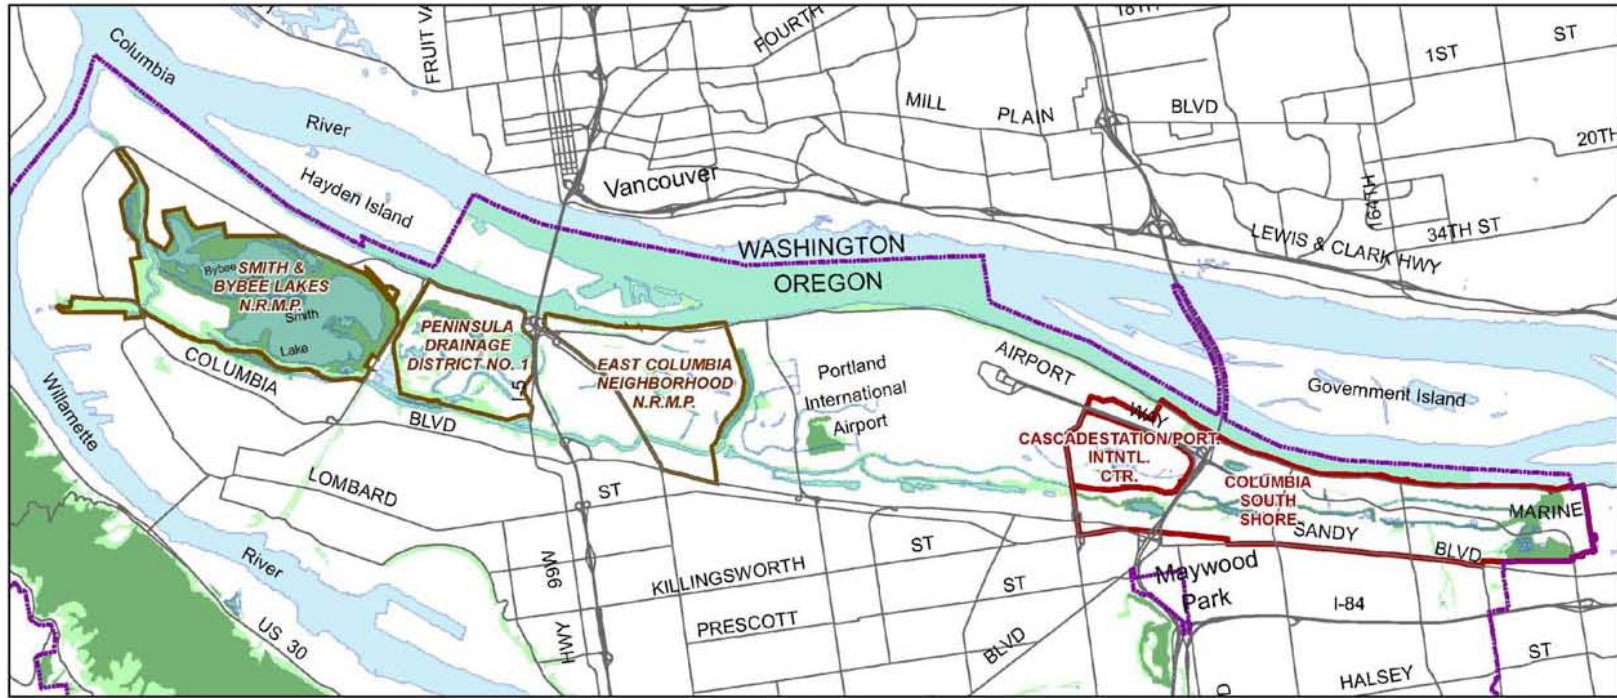 Columbia
River
FRUIT VA
FOURTH
18TH
1ST
ST
MILL
PLAIN
BLVD
20TH
164TH
34TH ST
LEWIS & CLARK HWY
Vancouver
Hayden Island
WASHINGTON
OREGON
Bybee
SMITH &
BYBEE LAKES
N.R.M.P.
Smith
Lake
PENINSULA
DRAINAGE
DISTRICT NO. 1
I-5
EAST COLUMBIA
NEIGHBORHOOD
N.R.M.P.
Portland
International
Airport
AIRPORT
WAY
Government Island
CASCADESTATION/PORT.
INTNTL.
CTR.
COLUMBIA
SOUTH
SHORE
MARINE
SANDY
BLVD
COLUMBIA
BLVD
Willamette
River
LOMBARD
ST
US 30
HWY
99W
KILLINGSWORTH
ST
PRESCOTT
ST
BLVD
Maywood
Park
I-84
HALSEY
ST